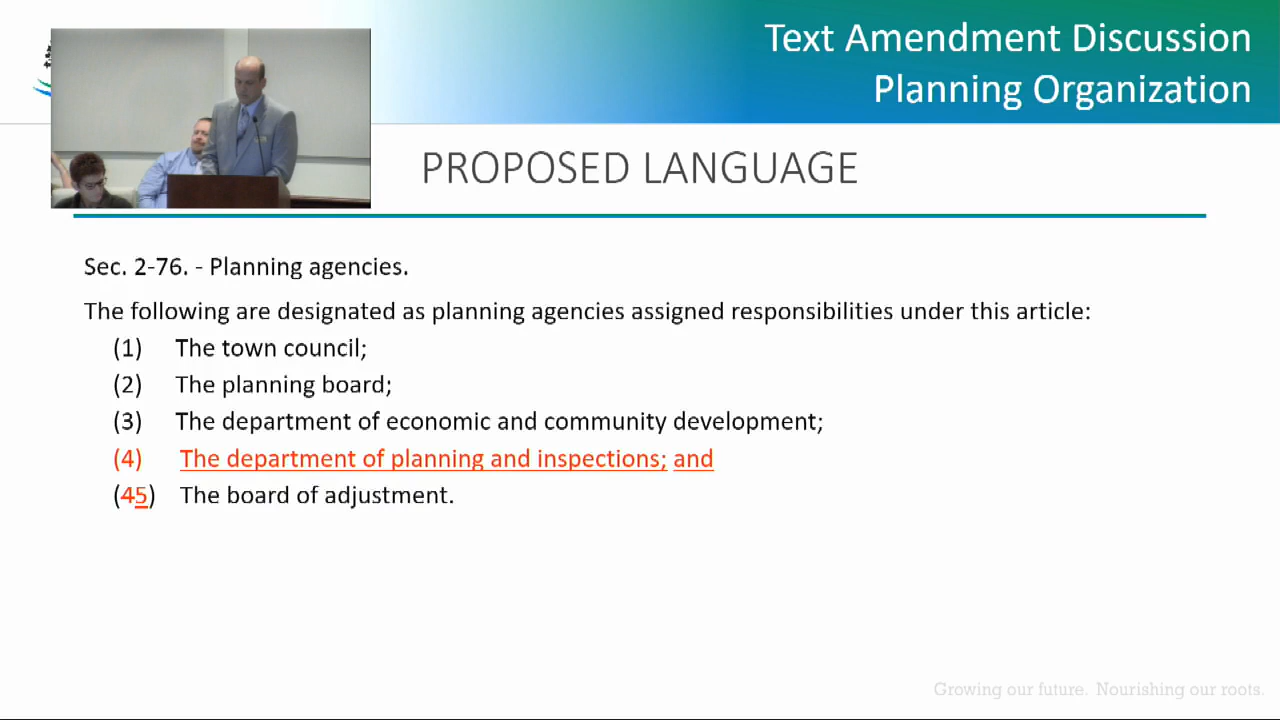 Text Amendment Discussion
Planning Organization
PROPOSED LANGUAGE
Sec. 2-76. - Planning agencies.
The following are designated as planning agencies assigned responsibilities under this article:
(1) The town council;
(2) The planning board;
(3) The department of economic and community development;
(4) The department of planning and inspections; and
(45) The board of adjustment.
Growing our future. Nourishing our roots.